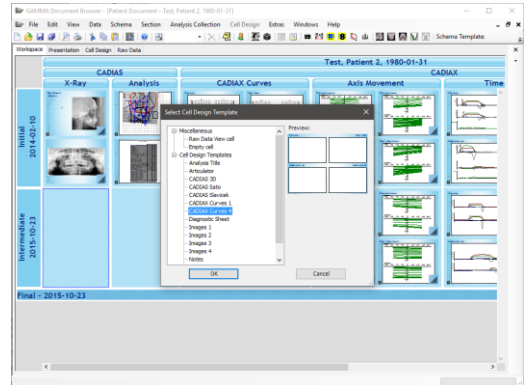 GAMMA Document Browser - [Patient Document - Test, Patient 2, 1980-01-31]
File Edit View Data Schema Section Analysis Collection Cell Design Extras Windows Help
Schema Template:
Workspace Presentation Cell Design Raw Data
Test, Patient 2, 1980-01-31
CADIAS CADIAX
X-Ray Analysis CADIAX Curves Axis Movement Time
Initial
2014-02-10
Intermediate
2015-10-23
Final - 2015-10-23
Select Cell Design Template
Miscellaneous
Raw Data View cell
Empty cell
Cell Design Templates
Analysis Title
Articulator
CADIAS 3D
CADIAS Sato
CADIAS Slavicek
CADIAX Curves 1
CADIAX Curves 4
Diagnostic Sheet
Images 1
Images 2
Images 3
Images 4
Notes
Preview:
OK Cancel